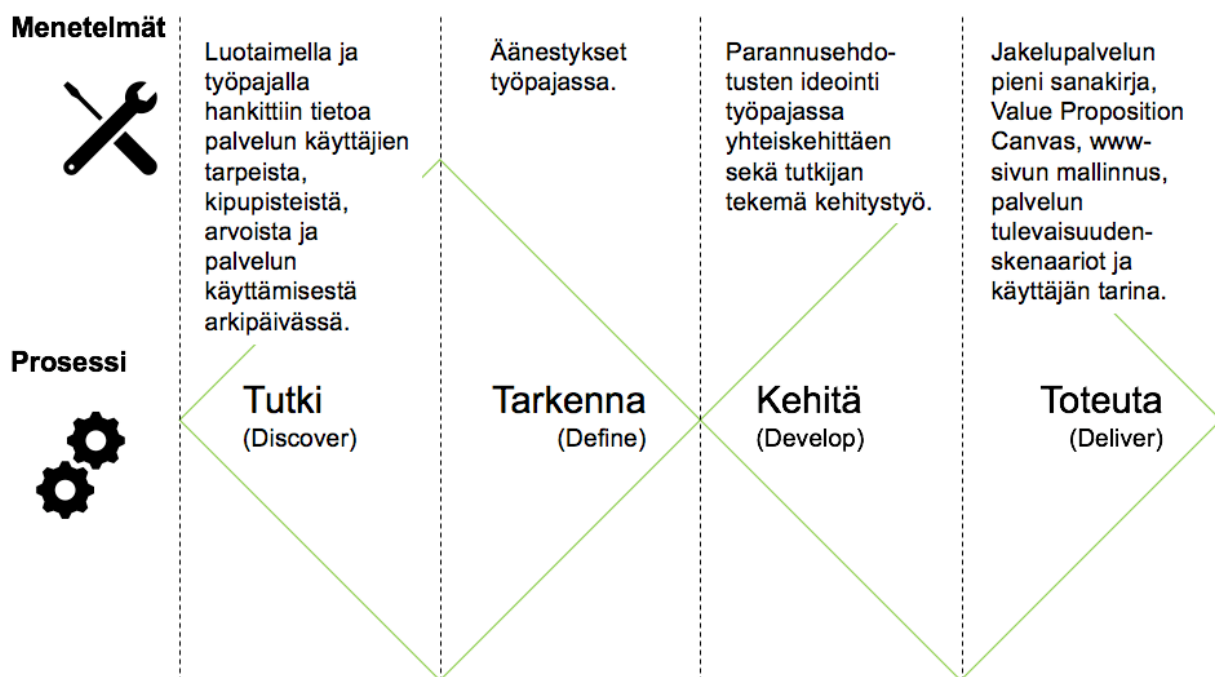 Menetelmät
Luotaimella ja
työpajalla
hankittiin tietoa
palvelun käyttäjien
tarpeista,
kipupisteistä,
arvoista ja
palvelun
käyttämisestä
arkipäivässä.
Äänestykset
työpajassa.
Parannusehdo-
tusten ideointi
työpajassa
yhteiskehittäen
sekä tutkijan
tekemä kehitystyö.
Jakelupalvelun
pieni sanakirja,
Value Proposition
Canvas, www-
sivun mallinnus,
palvelun
tulevaisuuden-
skenaariot ja
käyttäjän tarina.
Prosessi
Tutki
(Discover)
Tarkenna
(Define)
Kehitä
(Develop)
Toteuta
(Deliver)